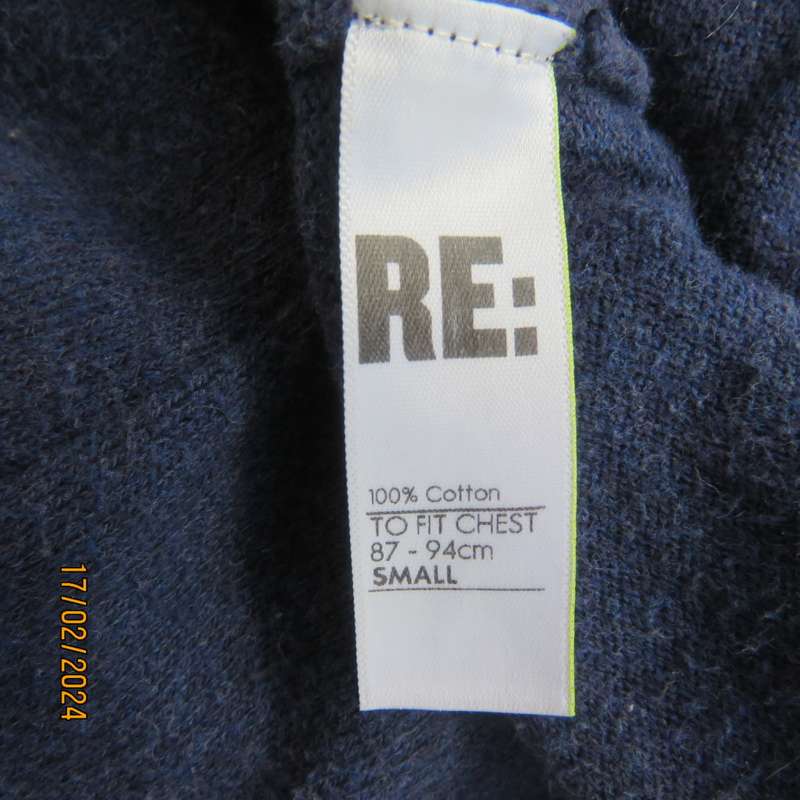 RE:
100% Cotton
TO FIT CHEST
87 - 94cm
SMALL
17/02/2024